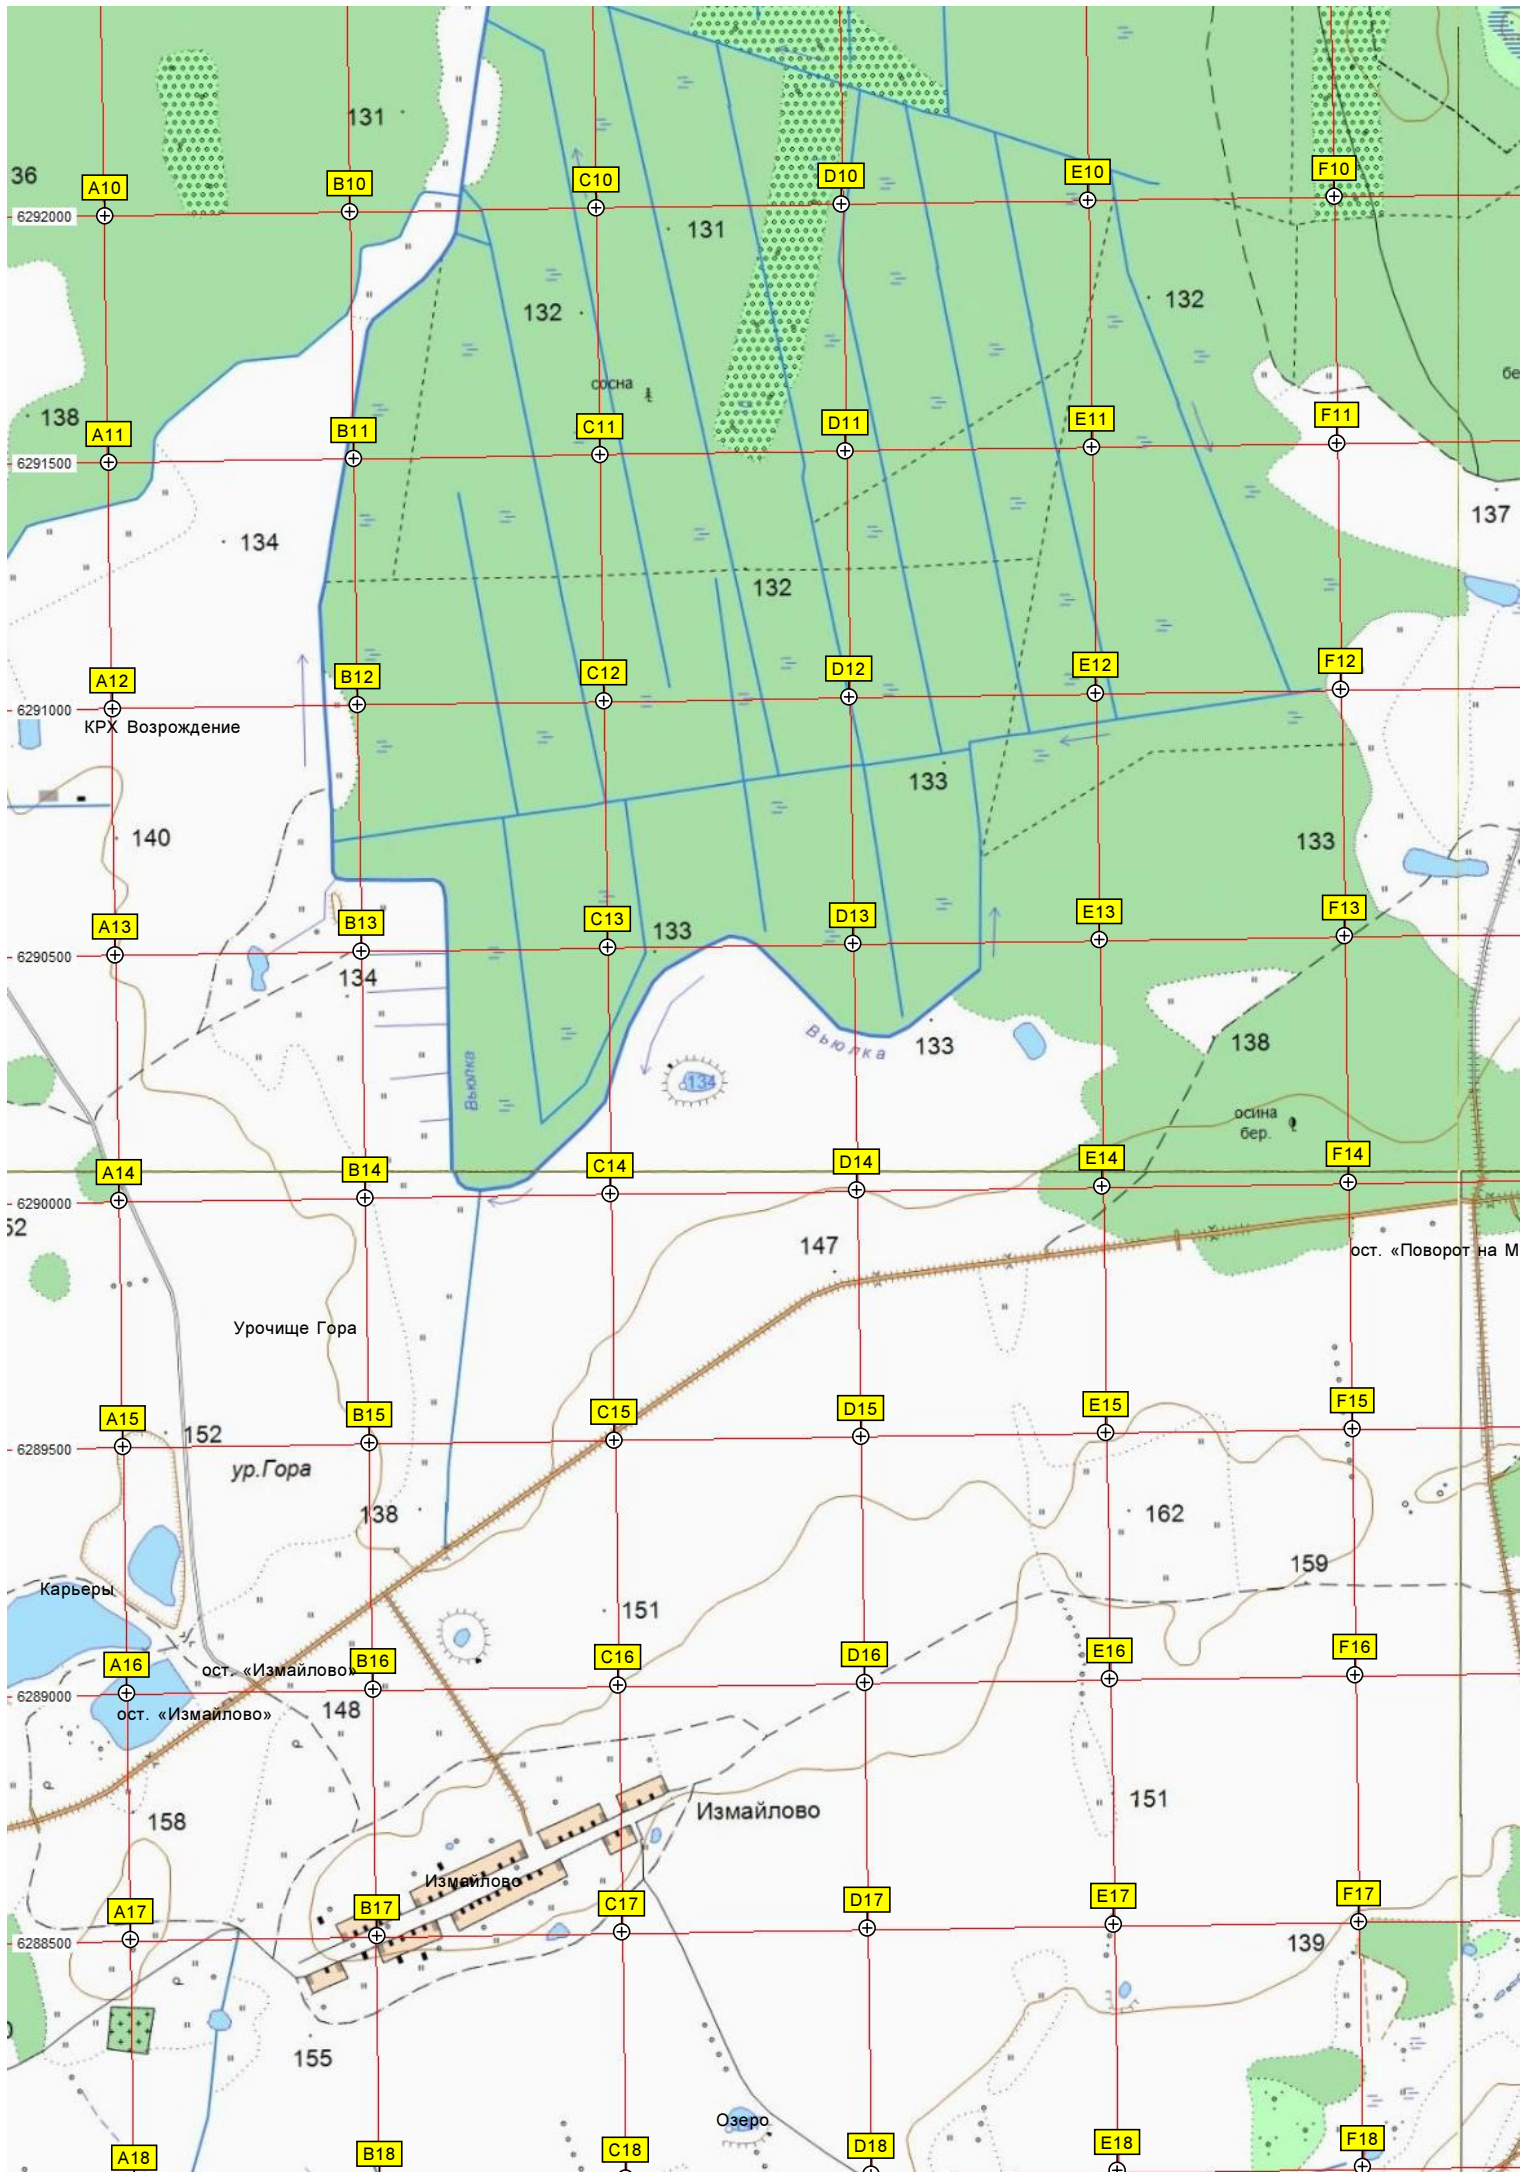 131
36
A10
B10
C10
D10
E10
F10
6292000
131
132
132
сосна
бе
138
A11
B11
C11
D11
E11
F11
6291500
137
134
132
A12
B12
C12
D12
E12
F12
6291000
КРХ Возрождение
133
140
133
A13
B13
C13
D13
E13
F13
133
6290500
134
Вьюлка
133
138
134
Вьюлка
осина
бер.
A14
B14
C14
D14
E14
F14
6290000
52
147
ост. «Поворот на М
Урочище Гора
A15
B15
C15
D15
E15
F15
152
6289500
ур.Гора
138
162
159
Карьеры
151
A16
B16
C16
D16
E16
F16
ост. «Измайлово»
6289000
148
ост. «Измайлово»
151
Измайлово
158
Измайлово
A17
B17
C17
D17
E17
F17
6288500
139
155
Озеро
A18
B18
C18
D18
E18
F18